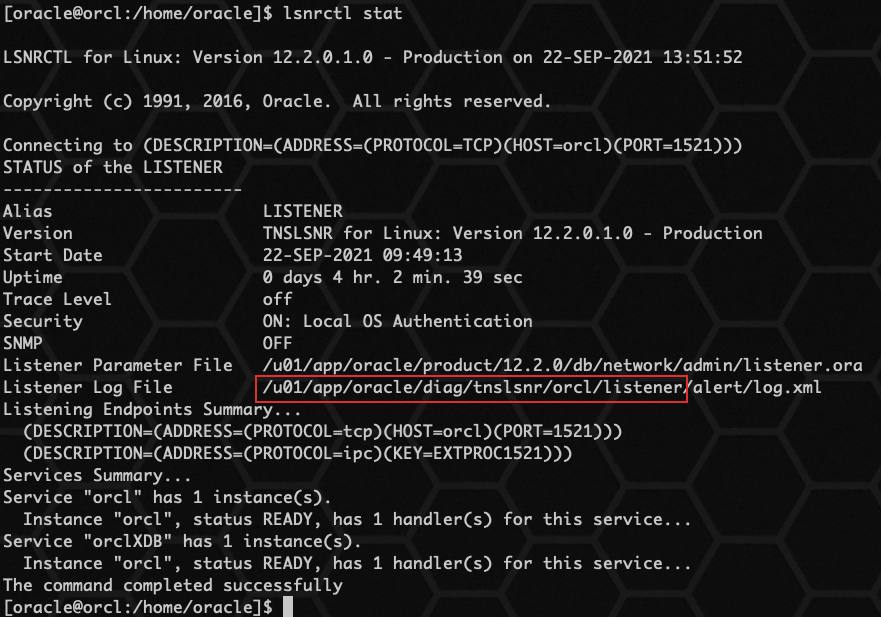 [oracle@orcl:/home/oracle]$ lsnrctl stat
LSNRCTL for Linux: Version 12.2.0.1.0 - Production on 22-SEP-2021 13:51:52
Copyright (c) 1991, 2016, Oracle.  All rights reserved.
Connecting to (DESCRIPTION=(ADDRESS=(PROTOCOL=TCP)(HOST=orcl)(PORT=1521)))
STATUS of the LISTENER
------------------------
Alias                     LISTENER
Version                   TNSLSNR for Linux: Version 12.2.0.1.0 - Production
Start Date                22-SEP-2021 09:49:13
Uptime                    0 days 4 hr. 2 min. 39 sec
Trace Level               off
Security                  ON: Local OS Authentication
SNMP                      OFF
Listener Parameter File   /u01/app/oracle/product/12.2.0/db/network/admin/listener.ora
Listener Log File         /u01/app/oracle/diag/tnslsnr/orcl/listener/alert/log.xml
Listening Endpoints Summary...
  (DESCRIPTION=(ADDRESS=(PROTOCOL=tcp)(HOST=orcl)(PORT=1521)))
  (DESCRIPTION=(ADDRESS=(PROTOCOL=ipc)(KEY=EXTPROC1521)))
Services Summary...
Service "orcl" has 1 instance(s).
  Instance "orcl", status READY, has 1 handler(s) for this service...
Service "orclXDB" has 1 instance(s).
  Instance "orcl", status READY, has 1 handler(s) for this service...
The command completed successfully
[oracle@orcl:/home/oracle]$